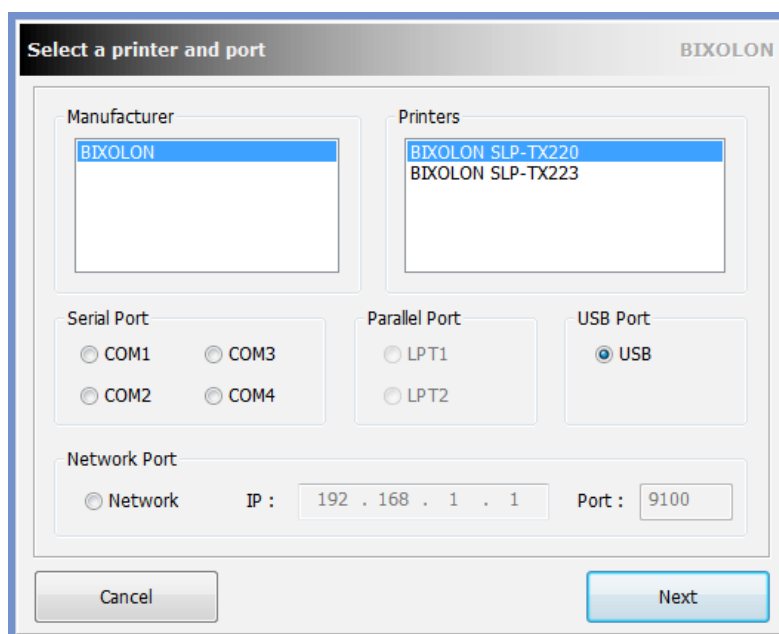 Select a printer and port BIXOLON
Manufacturer
BIXOLON
Printers
BIXOLON SLP-TX220
BIXOLON SLP-TX223
Serial Port
COM1 COM3
COM2 COM4
Parallel Port
LPT1
LPT2
USB Port
USB
Network Port
Network IP : 192 . 168 . 1 . 1 Port : 9100
Cancel Next